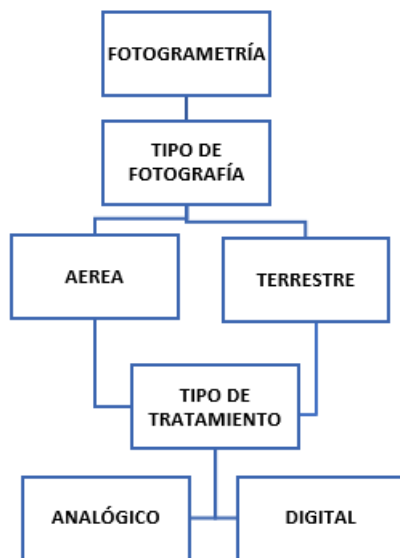 FOTOGRAMETRÍA
TIPO DE
FOTOGRAFÍA
AEREA
TERRESTRE
TIPO DE
TRATAMIENTO
ANALÓGICO
DIGITAL